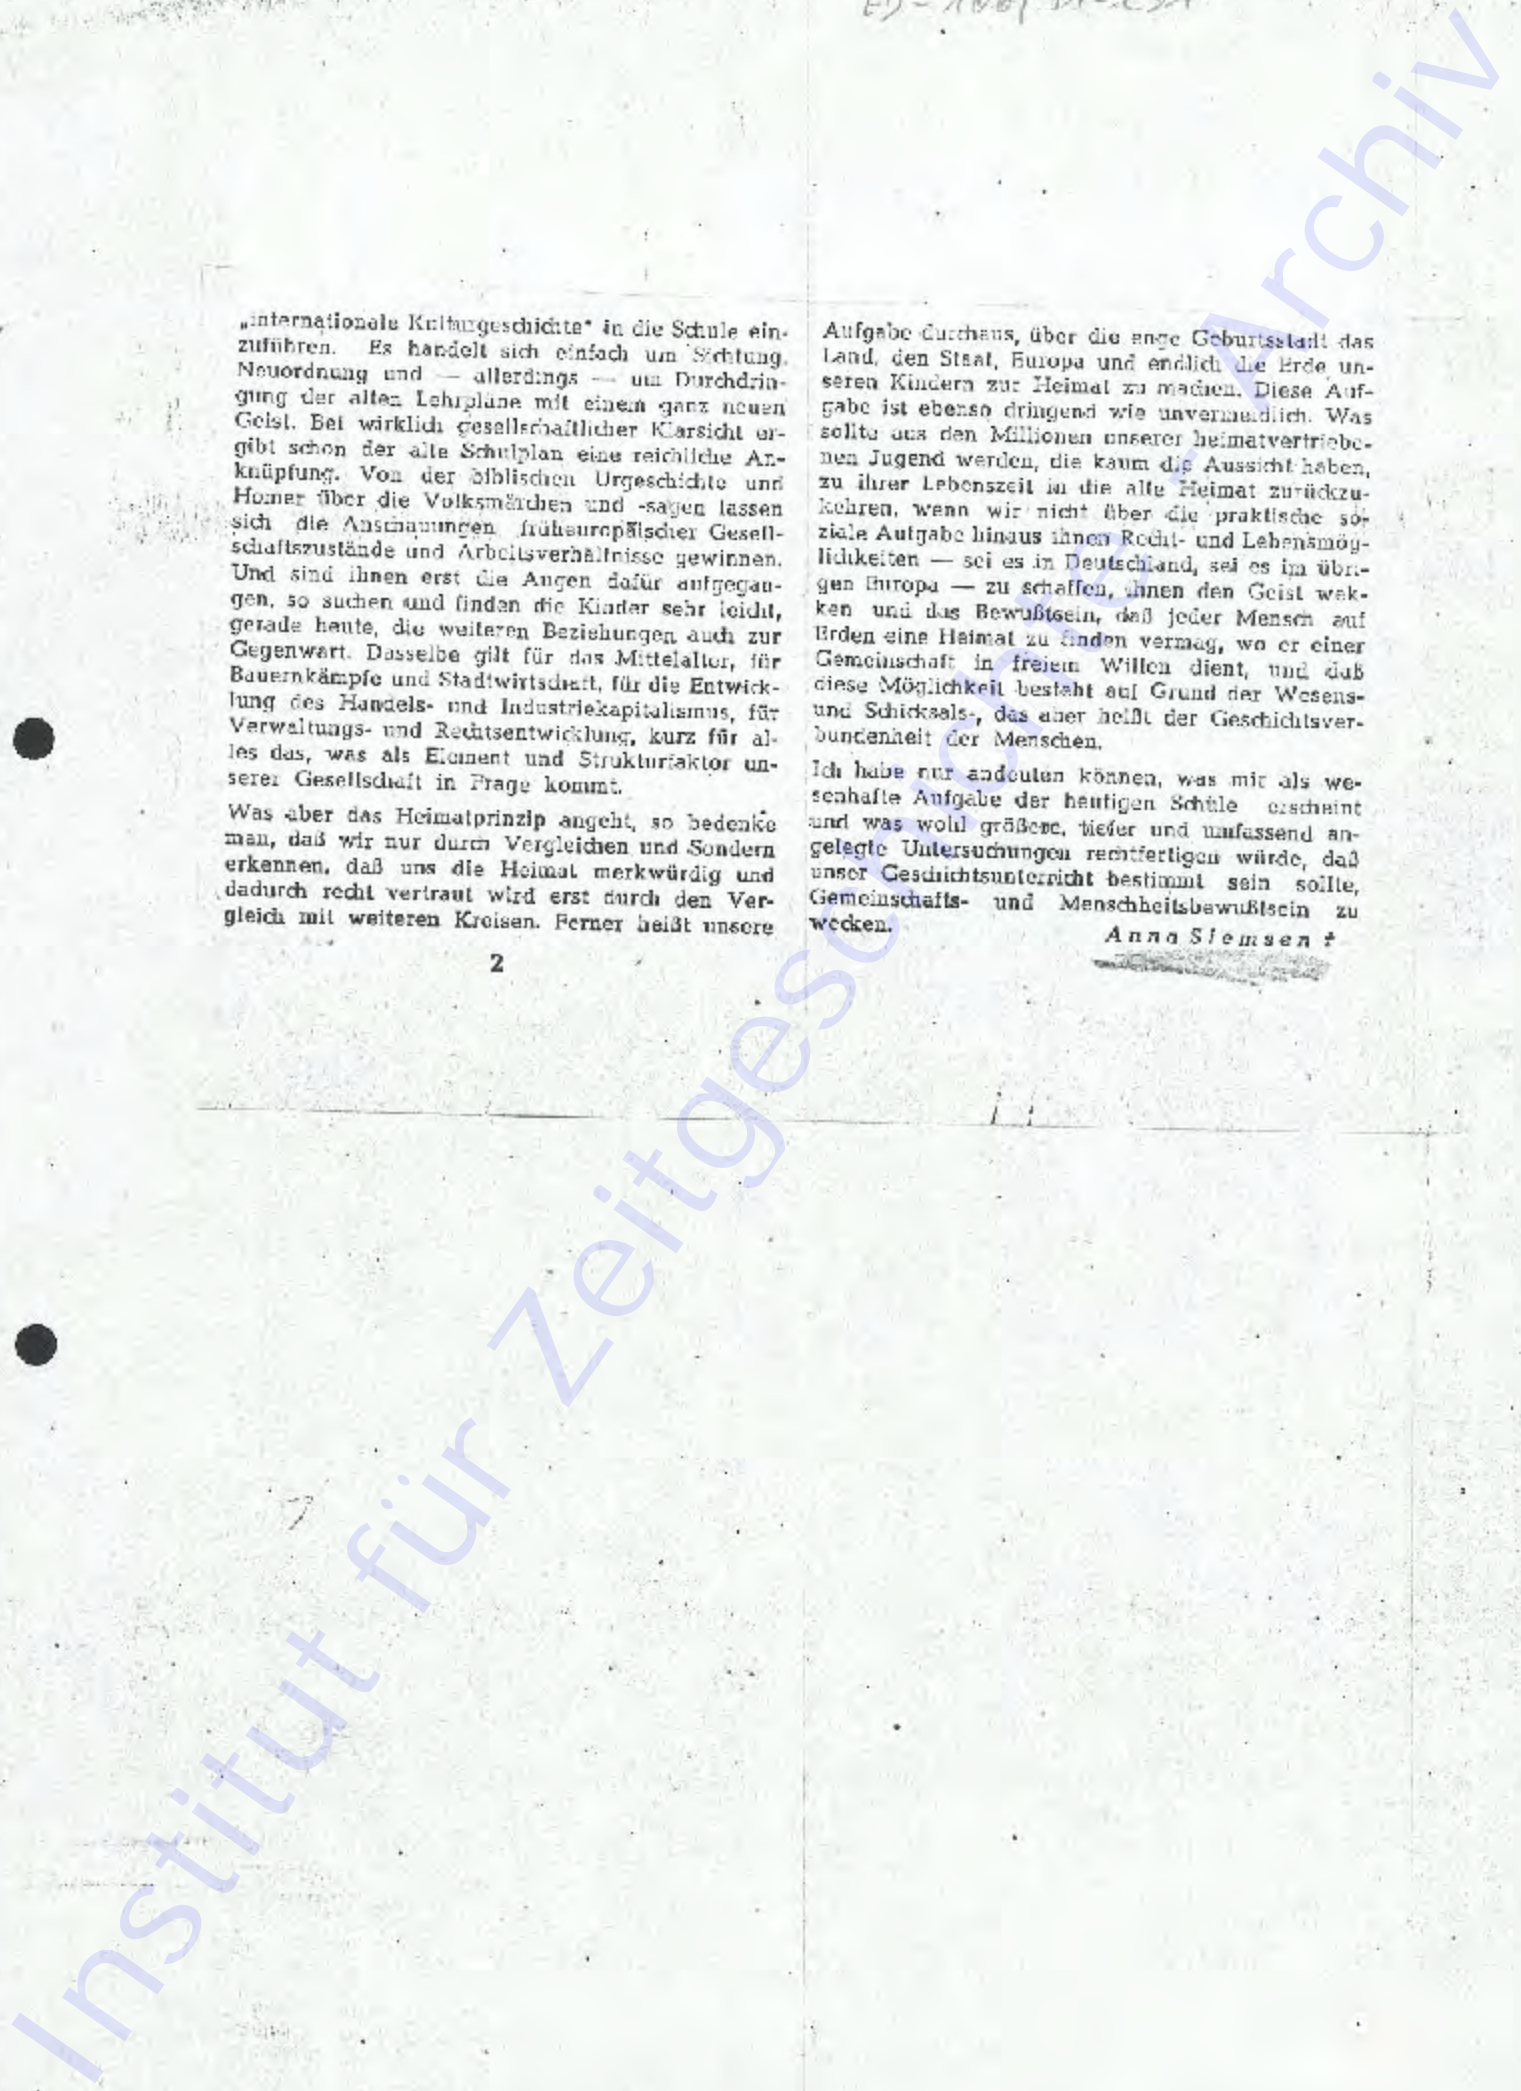 „internationale Kulturgeschichte" in die Schule ein-
zuführen. Es handelt sich einfach um Sichtung,
Neuordnung und — allerdings — um Durchdrin-
gung der alten Lehrpläne mit einem ganz neuen
Geist. Bei wirklich gesellschaftlicher Klarsicht er-
gibt schon der alte Schulplan eine reichliche An-
knüpfung. Von der biblischen Urgeschichte und
Homer über die Volksmärchen und -sagen lassen
sich die Anschauungen früheuropäischer Gesell-
schaftszustände und Arbeitsverhältnisse gewinnen.
Und sind ihnen erst die Augen dafür aufgegan-
gen, so suchen und finden die Kinder sehr leicht,
gerade heute, die weiteren Beziehungen auch zur
Gegenwart. Dasselbe gilt für das Mittelalter, für
Bauernkämpfe und Stadtwirtschaft, für die Entwick-
lung des Handels- und Industriekapitalismus, für
Verwaltungs- und Rechtsentwicklung, kurz für al-
les das, was als Element und Strukturfaktor un-
serer Gesellschaft in Frage kommt.
Was aber das Heimatprinzip angeht, so bedenke
man, daß wir nur durch Vergleichen und Sondern
erkennen, daß uns die Heimat merkwürdig und
dadurch recht vertraut wird erst durch den Ver-
gleich mit weiteren Kreisen. Ferner heißt unsere
2
Aufgabe durchaus, über die enge Geburtsstadt das
Land, den Staat, Europa und endlich die Erde un-
seren Kindern zur Heimat zu machen. Diese Auf-
gabe ist ebenso dringend wie unvermeidlich. Was
sollte aus den Millionen unserer heimatvertriebe-
nen Jugend werden, die kaum die Aussicht haben,
zu ihrer Lebenszeit in die alte Heimat zurückzu-
kehren, wenn wir nicht über die praktische so-
ziale Aufgabe hinaus ihnen Recht- und Lebensmög-
lichkeiten — sei es in Deutschland, sei es im übri-
gen Europa — zu schaffen, ihnen den Geist wek-
ken und das Bewußtsein, daß jeder Mensch auf
Erden eine Heimat zu finden vermag, wo er einer
Gemeinschaft in freiem Willen dient, und daß
diese Möglichkeit besteht auf Grund der Wesens-
und Schicksals-, das aber heißt der Geschichtsver-
bundenheit der Menschen.
Ich habe nur andeuten können, was mir als we-
senhafte Aufgabe der heutigen Schule erscheint
und was wohl größere, tiefer und umfassend an-
gelegte Untersuchungen rechtfertigen würde, daß
unser Geschichtsunterricht bestimmt sein sollte,
Gemeinschafts- und Menschheitsbewußtsein zu
wecken.
Anna Siemsen †
Institut für Zeitgeschichte - Archiv